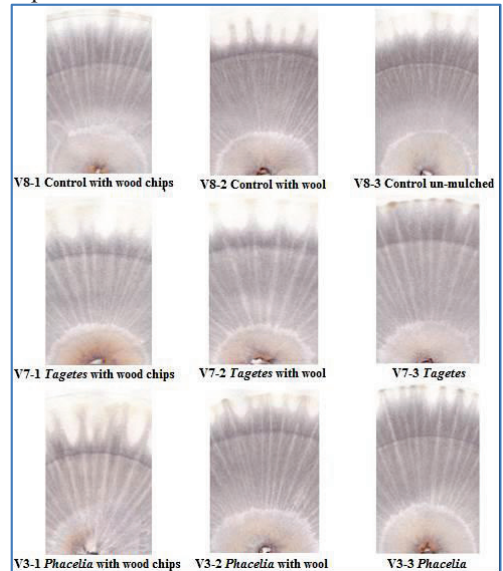 V8-1 Control with wood chips
V8-2 Control with wool
V8-3 Control un-mulched
V7-1 Tagetes with wood chips
V7-2 Tagetes with wool
V7-3 Tagetes
V3-1 Phacelia with wood chips
V3-2 Phacelia with wool
V3-3 Phacelia